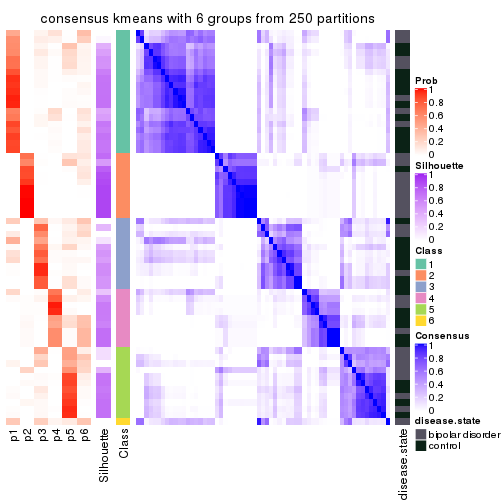 consensus kmeans with 6 groups from 250 partitions
Prob
1
0.8
0.6
0.4
0.2
0
Silhouette
1
0.8
0.6
0.4
0.2
0
Class
1
2
3
4
5
6
Consensus
1
0.8
0.6
0.4
0.2
0
disease.state
bipolar disorder
control
p1
p2
p3
p4
p5
p6
Silhouette
Class
disease.state